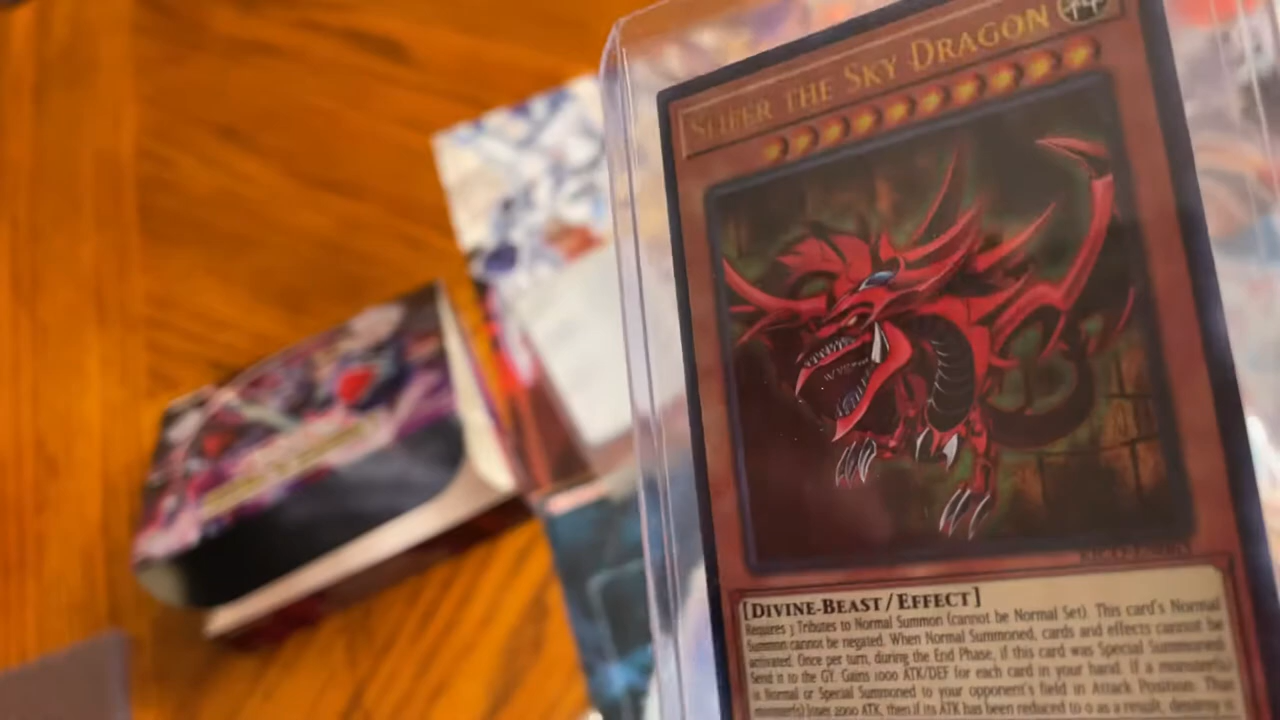 Slifer the Sky Dragon
[Divine-Beast/Effect]
Requires 3 Tributes to Normal Summon (cannot be Normal Set). This card's Normal
Summon cannot be negated. When Normal Summoned, cards and effects cannot be
activated. Once per turn, during the End Phase, if this card was Special Summoned:
Send it to the GY. Gains 1000 ATK/DEF for each card in your hand. If a monster(s)
is Normal or Special Summoned to your opponent's field in Attack Position: That
monster(s) loses 2000 ATK, then if its ATK has been reduced to 0 as a result, destroy it